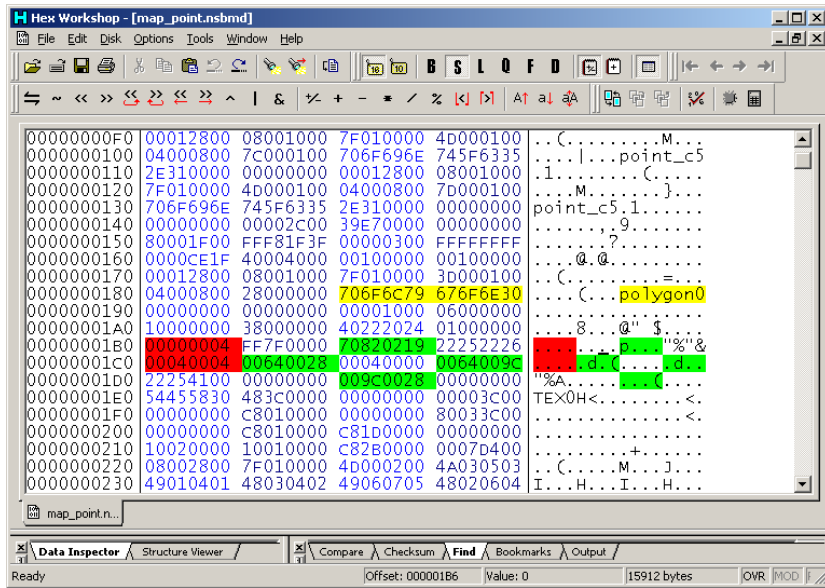 Hex Workshop - [map_point.nsbmd]
File Edit Disk Options Tools Window Help
16 10 B S L Q F D
~ << >> << >> << >> ^ | & +/- + - * / % A↑ a↓
00000000F0 00012800 08001000 7F010000 4D000100 ..(.........M...
0000000100 04000800 7C000100 706F696E 745F6335 ....|...point_c5
0000000110 2E310000 00000000 00012800 08001000 .1........(.....
0000000120 7F010000 4D000100 04000800 7D000100 ....M.......}...
0000000130 706F696E 745F6335 2E310000 00000000 point_c5.1......
0000000140 00000000 00002C00 39E70000 00000000 ......,.9.......
0000000150 80001F00 FFF81F3F 00000300 FFFFFFFF .......?........
0000000160 0000CE1F 40004000 00100000 00100000 ....@.@.........
0000000170 00012800 08001000 7F010000 3D000100 ..(.........=...
0000000180 04000800 28000000 706F6C79 676F6E30 ....(...polygon0
0000000190 00000000 00000000 00001000 06000000 ................
00000001A0 10000000 38000000 40222024 01000000 ....8...@" $....
00000001B0 00000004 FF7F0000 70820219 22252226 ........p..."%"&
00000001C0 00040004 00640028 00040000 0064009C .....d.(.....d..
00000001D0 22254100 00000000 009C0028 00000000 "%A........(....
00000001E0 54455830 483C0000 00000000 00003C00 TEX0H<........<.
00000001F0 00000000 C8010000 00000000 80033C00 ..............<.
0000000200 00000000 C8010000 C81D0000 00000000 ................
0000000210 10020000 10010000 C82B0000 0007D400 .........+......
0000000220 08002800 7F010000 4D000200 4A030503 ..(.....M...J...
0000000230 49010401 48030402 49060705 48020604 I...H...I...H...
map_point.n...
Data Inspector Structure Viewer Compare Checksum Find Bookmarks Output
Ready Offset: 000001B6 Value: 0 15912 bytes OVR MOD